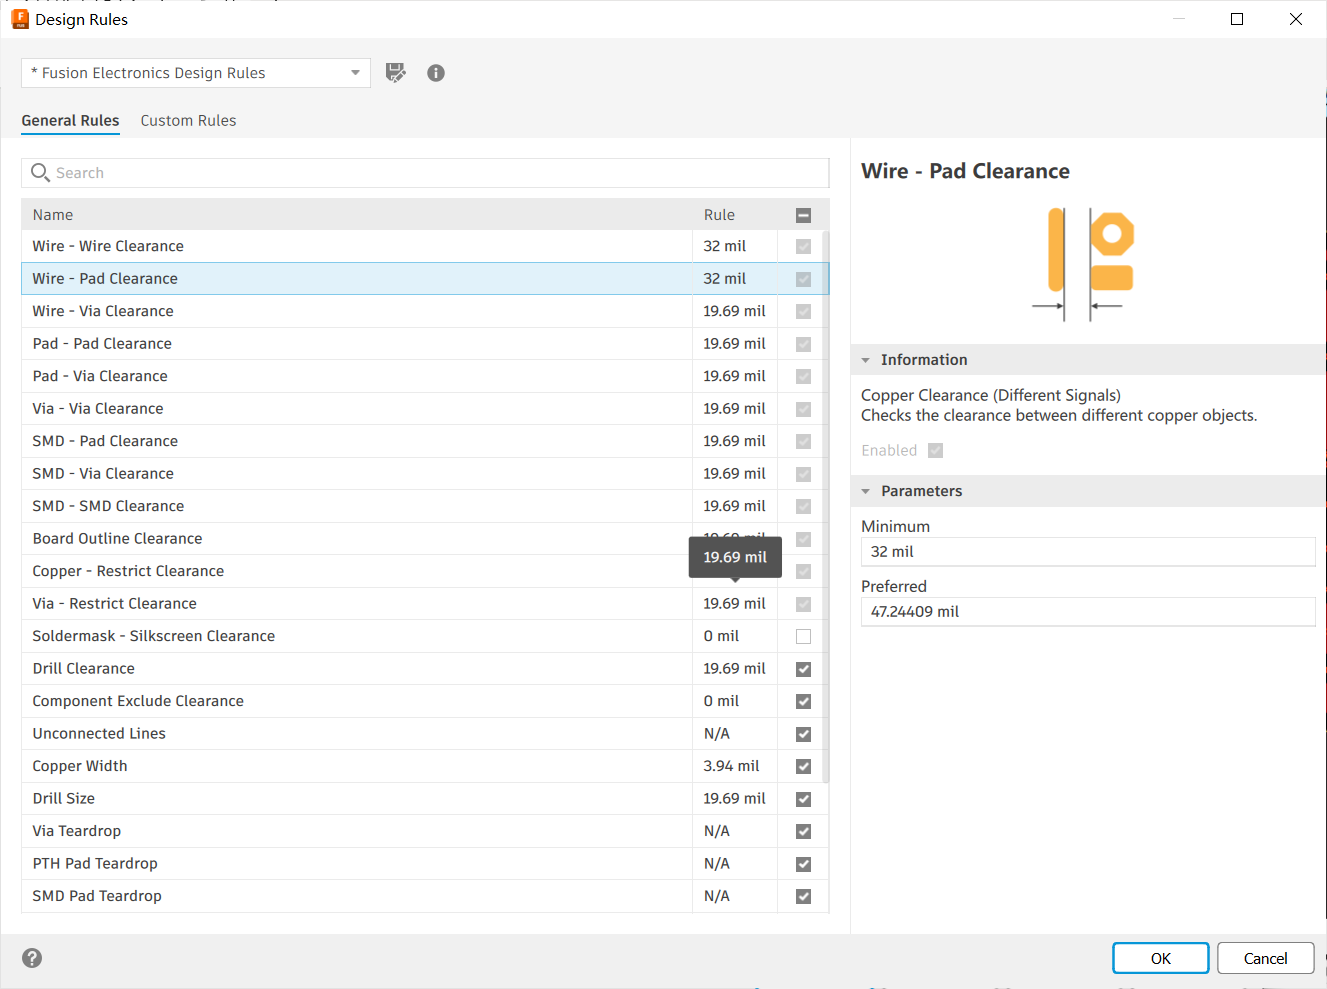 Design Rules
* Fusion Electronics Design Rules
General Rules Custom Rules
Search
Name Rule
Wire - Wire Clearance 32 mil
Wire - Pad Clearance 32 mil
Wire - Via Clearance 19.69 mil
Pad - Pad Clearance 19.69 mil
Pad - Via Clearance 19.69 mil
Via - Via Clearance 19.69 mil
SMD - Pad Clearance 19.69 mil
SMD - Via Clearance 19.69 mil
SMD - SMD Clearance 19.69 mil
Board Outline Clearance
19.69 mil
Copper - Restrict Clearance
Via - Restrict Clearance 19.69 mil
Soldermask - Silkscreen Clearance 0 mil
Drill Clearance 19.69 mil
Component Exclude Clearance 0 mil
Unconnected Lines N/A
Copper Width 3.94 mil
Drill Size 19.69 mil
Via Teardrop N/A
PTH Pad Teardrop N/A
SMD Pad Teardrop N/A
Wire - Pad Clearance
Information
Copper Clearance (Different Signals)
Checks the clearance between different copper objects.
Enabled
Parameters
Minimum
32 mil
Preferred
47.24409 mil
OK Cancel